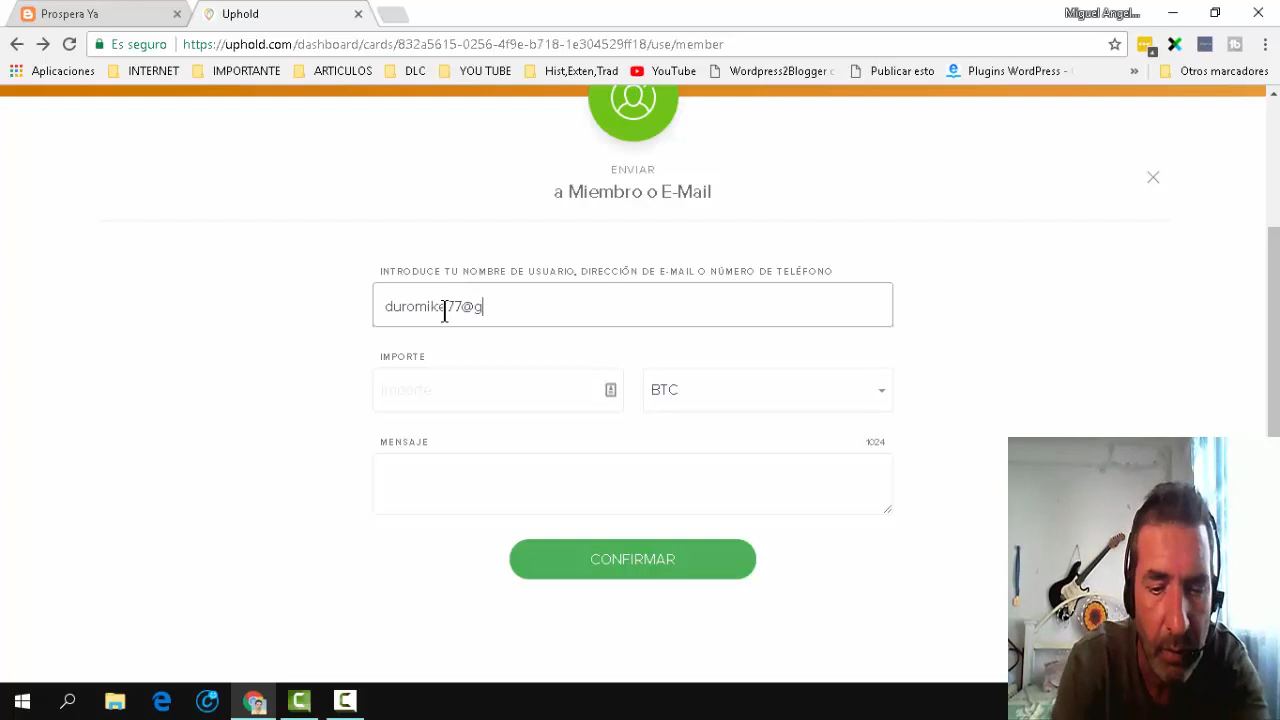 Prospera Ya
Uphold
Miguel Angel...
Es seguro
https://uphold.com/dashboard/cards/832a5615-0256-4f9e-b718-1e304529ff18/use/member
Aplicaciones
INTERNET
IMPORTANTE
ARTICULOS
DLC
YOU TUBE
Hist,Exten,Trad
YouTube
Wordpress2Blogger c
Publicar esto
Plugins WordPress -
»
Otros marcadores
ENVIAR
a Miembro o E-Mail
INTRODUCE TU NOMBRE DE USUARIO, DIRECCIÓN DE E-MAIL O NÚMERO DE TELÉFONO
duromike777@g
IMPORTE
Importe
BTC
MENSAJE
1024
CONFIRMAR